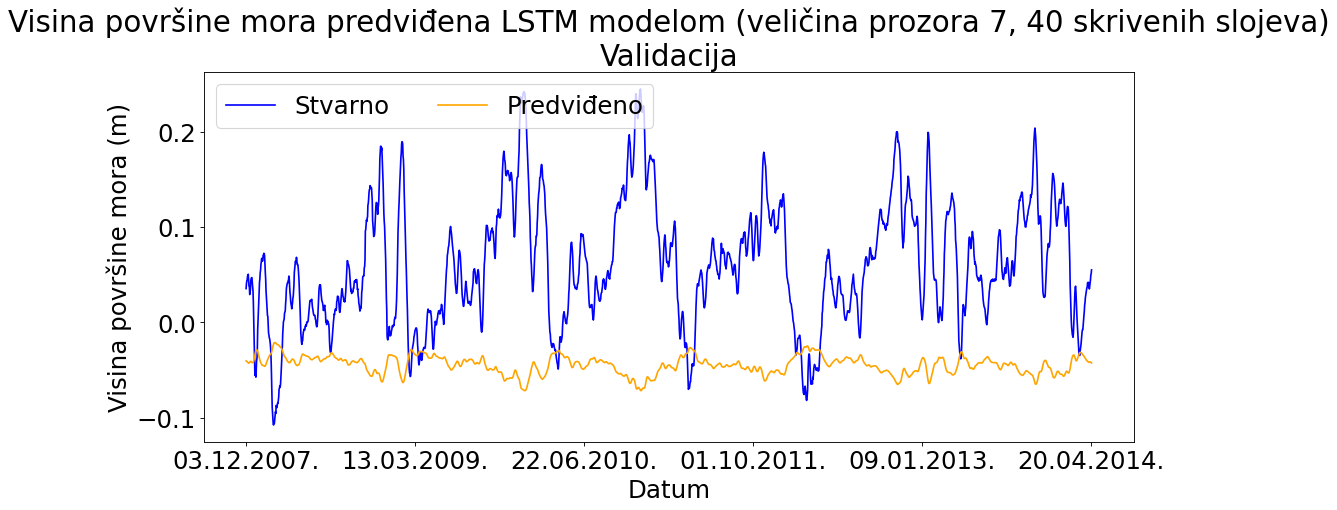 Visina površine mora predviđena LSTM modelom (veličina prozora 7, 40 skrivenih slojeva)
Validacija
Stvarno Predviđeno
Visina površine mora (m)
0.2
0.1
0.0
−0.1
03.12.2007. 13.03.2009. 22.06.2010. 01.10.2011. 09.01.2013. 20.04.2014.
Datum